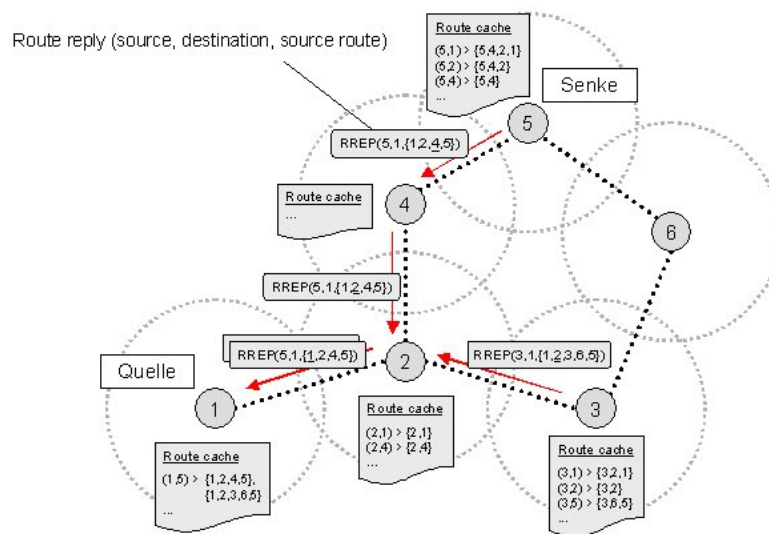 Route reply (source, destination, source route)
Route cache
(5,1) > {5,4,2,1}
(5,2) > {5,4,2}
(5,4) > {5,4}
...
Senke
5
RREP(5,1,{1,2,4,5})
4
Route cache
...
6
RREP(5,1,{1,2,4,5})
RREP(5,1,{1,2,4,5})
2
RREP(3,1,{1,2,3,6,5})
Quelle
1
3
Route cache
(2,1) > {2,1}
(2,4) > {2,4}
...
Route cache
(1,5) > {1,2,4,5},
{1,2,3,6,5}
...
Route cache
(3,1) > {3,2,1}
(3,2) > {3,2}
(3,5) > {3,6,5}
...